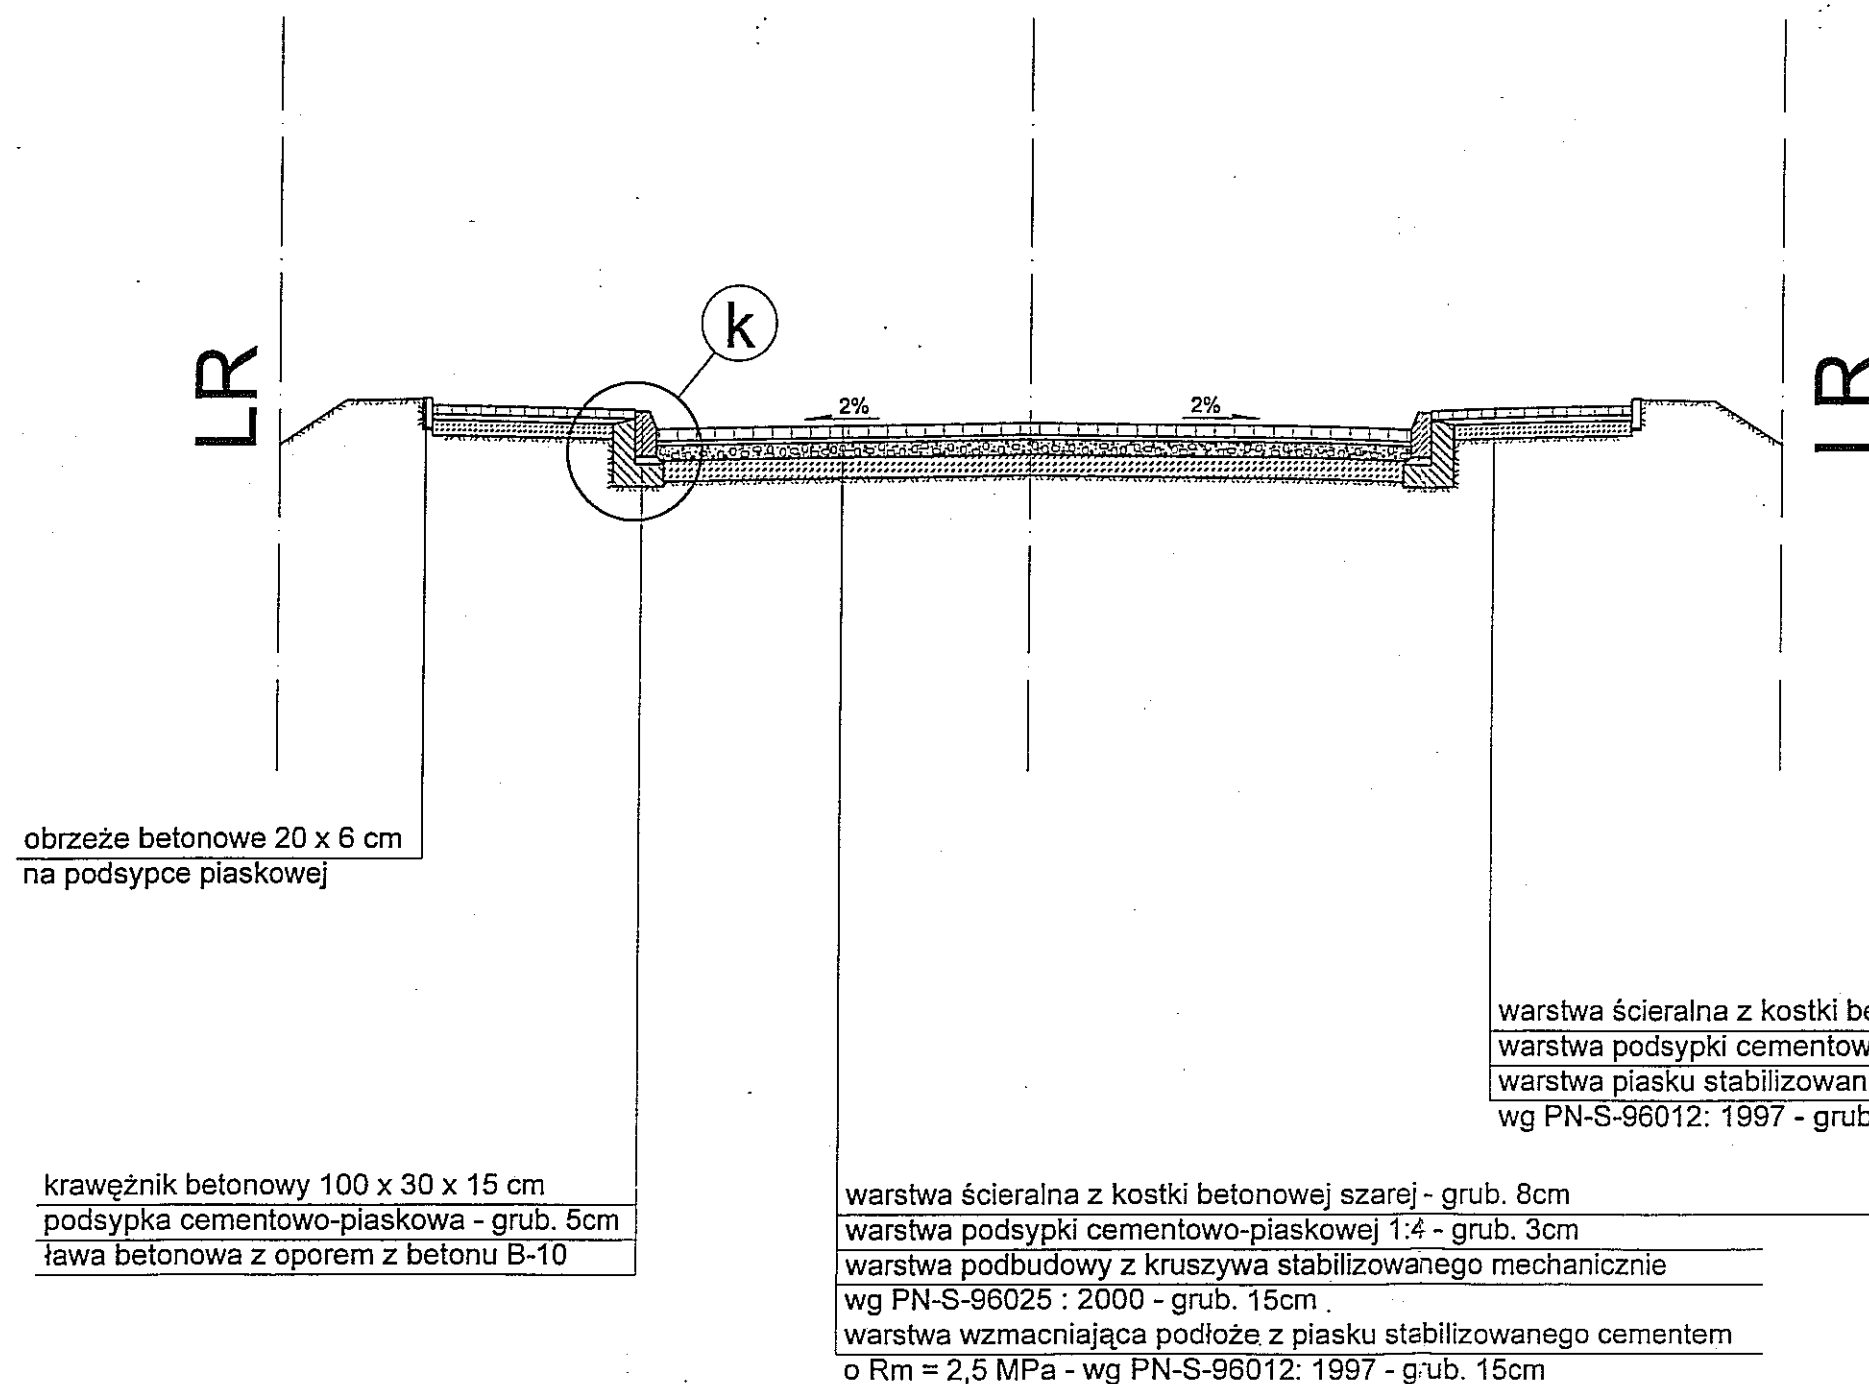 LR
k
2%
2%
LR
obrzeże betonowe 20 x 6 cm
na podsypce piaskowej
warstwa ścieralna z kostki
warstwa podsypki
warstwa piasku
wg PN-S-96012: 1997 - grub
krawężnik betonowy 100 x 30 x 15 cm
podsypka cementowo-piaskowa - grub. 5cm
ława betonowa z oporem z betonu B-10
warstwa ścieralna z kostki betonowej szarej - grub. 8cm
warstwa podsypki cementowo-piaskowej 1:4 - grub. 3cm
warstwa podbudowy z kruszywa stabilizowanego mechanicznie
wg PN-S-96025 : 2000 - grub. 15cm
warstwa wzmacniająca podłoże z piasku stabilizowanego cementem
o Rm = 2,5 MPa - wg PN-S-96012: 1997 - grub. 15cm